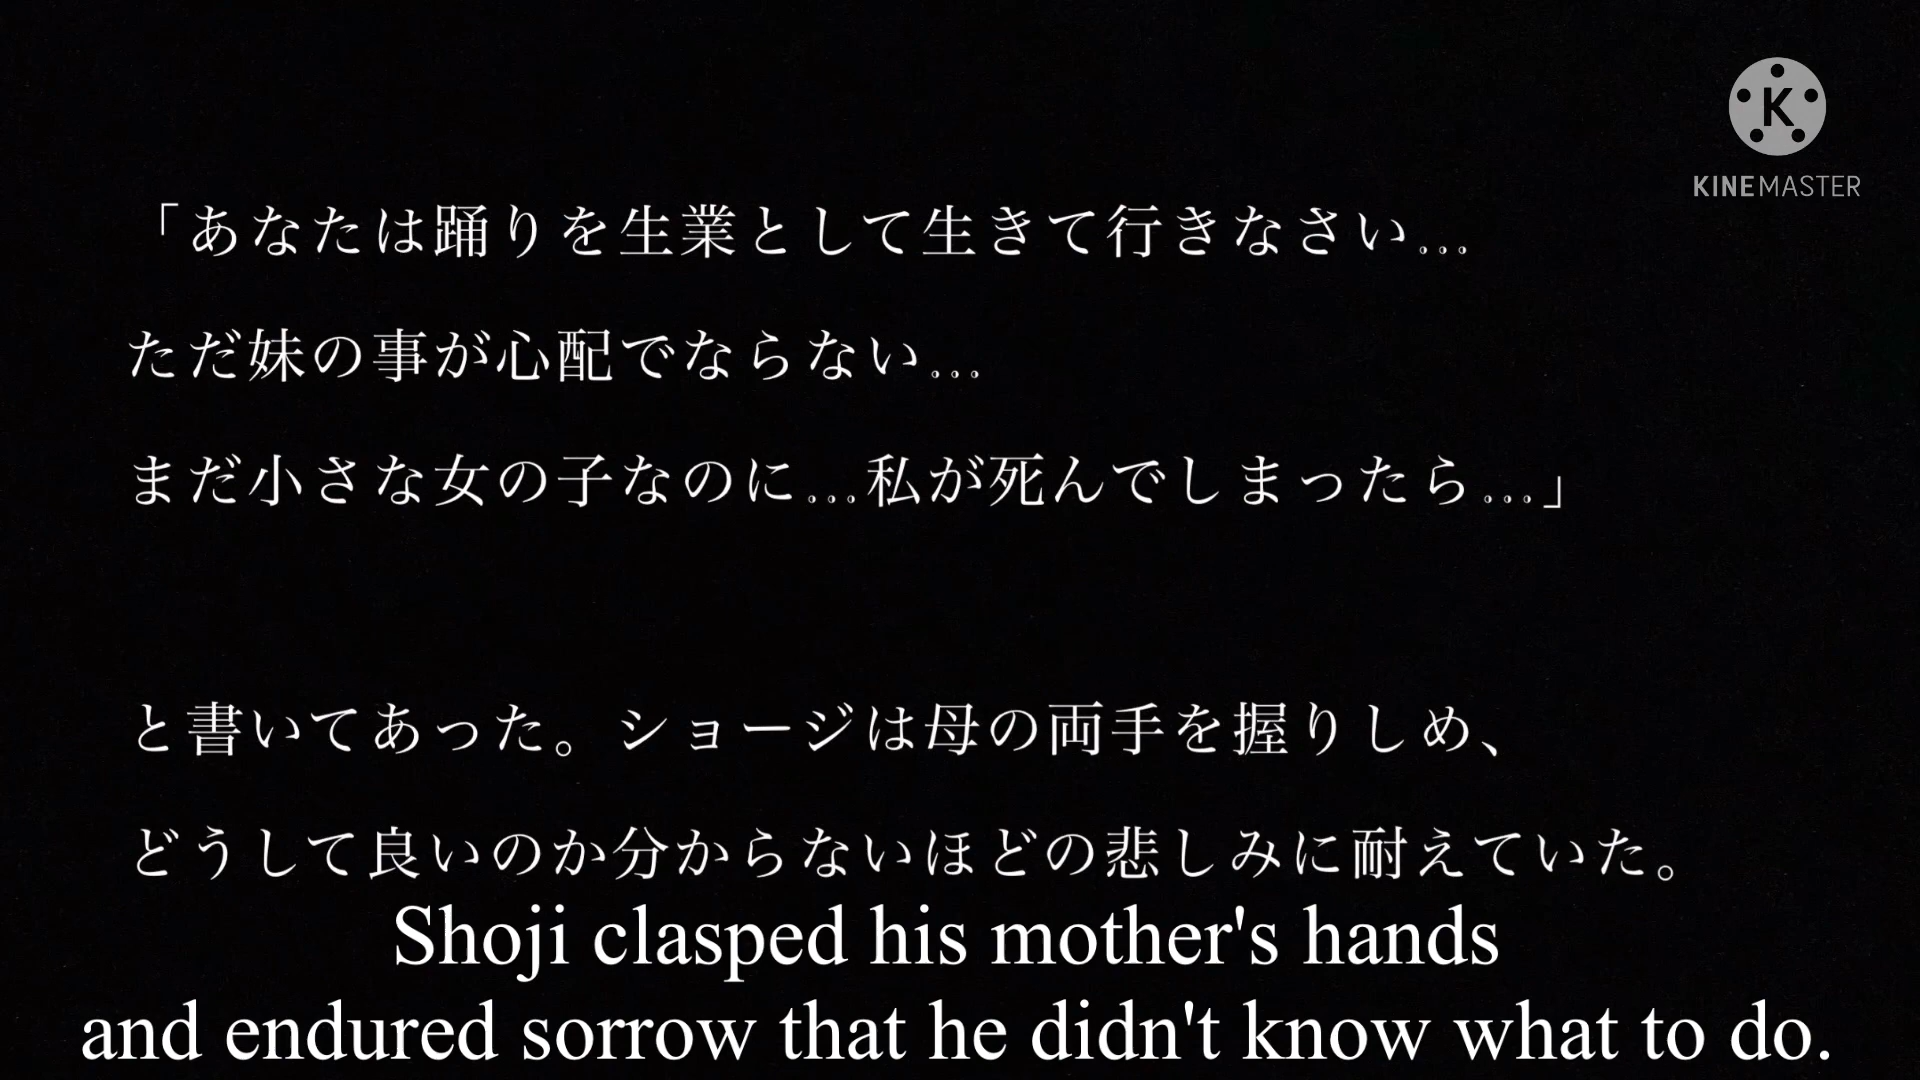 K
KINEMASTER
「あなたは踊りを生業として生きて行きなさい...
ただ妹の事が心配でならない...
まだ小さな女の子なのに...私が死んでしまったら...」
と書いてあった。ショージは母の両手を握りしめ、
どうして良いのか分からないほどの悲しみに耐えていた。
Shoji clasped his mother's hands
and endured sorrow that he didn't know what to do.